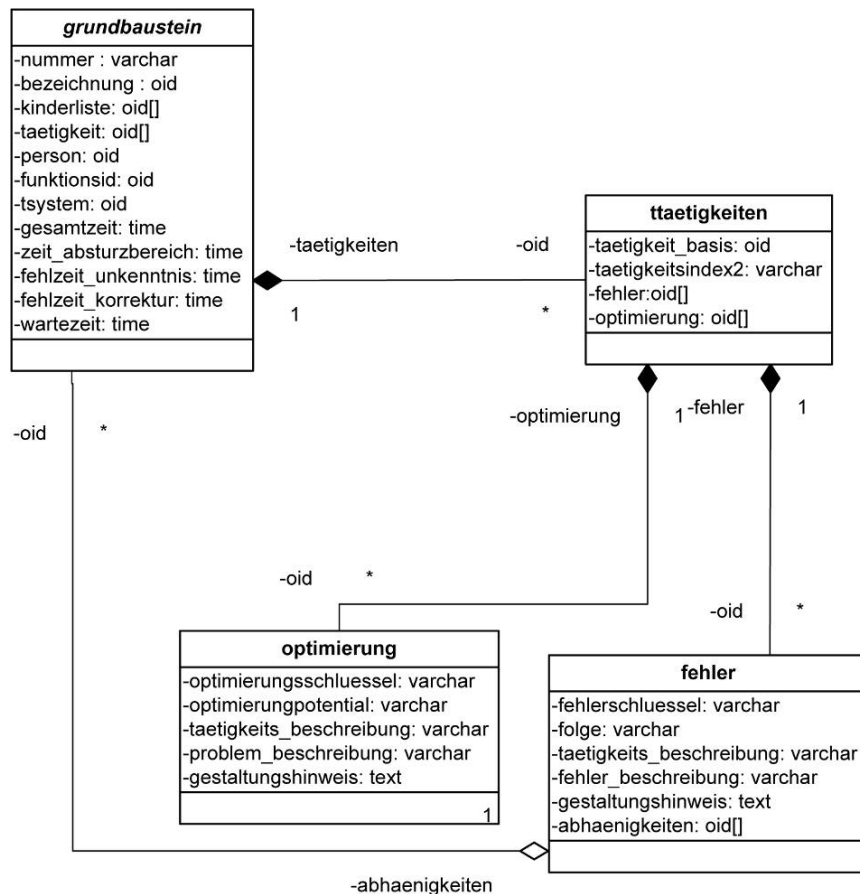 grundbaustein
-nummer : varchar
-bezeichnung : oid
-kinderliste: oid[]
-taetigkeit: oid[]
-person: oid
-funktionsid: oid
-tsystem: oid
-gesamtzeit: time
-zeit_absturzbereich: time
-fehlzeit_unkenntnis: time
-fehlzeit_korrektur: time
-wartezeit: time
-taetigkeiten
-oid
1
*
ttaetigkeiten
-taetigkeit_basis: oid
-taetigkeitsindex2: varchar
-fehler:oid[]
-optimierung: oid[]
-oid
*
-optimierung
1
-fehler
1
-oid
*
-oid
*
optimierung
-optimierungsschluessel: varchar
-optimierungpotential: varchar
-taetigkeits_beschreibung: varchar
-problem_beschreibung: varchar
-gestaltungshinweis: text
1
fehler
-fehlerschluessel: varchar
-folge: varchar
-taetigkeits_beschreibung: varchar
-fehler_beschreibung: varchar
-gestaltungshinweis: text
-abhaenigkeiten: oid[]
-abhaenigkeiten